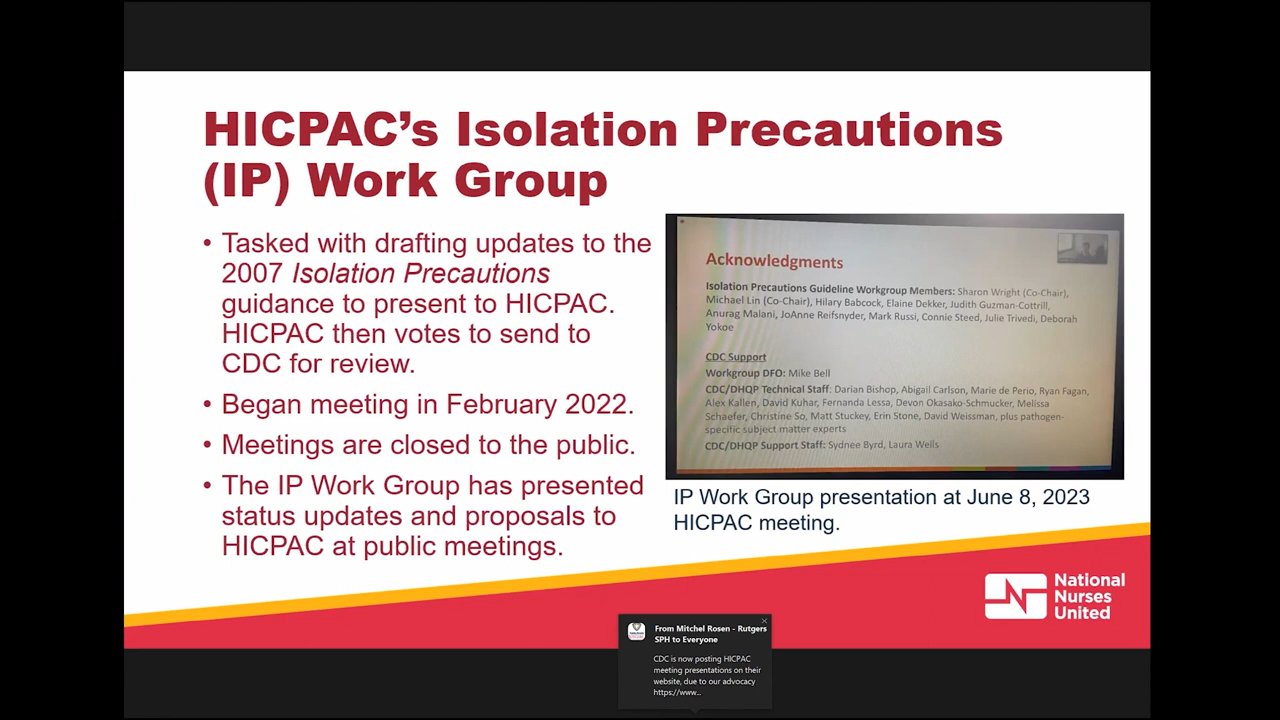 HICPAC’s Isolation Precautions
(IP) Work Group
• Tasked with drafting updates to the
2007 Isolation Precautions
guidance to present to HICPAC.
HICPAC then votes to send to
CDC for review.
• Began meeting in February 2022.
• Meetings are closed to the public.
• The IP Work Group has presented
status updates and proposals to
HICPAC at public meetings.
Acknowledgments
Isolation Precautions Guideline Workgroup Members: Sharon Wright (Co-Chair),
Michael Lin (Co-Chair), Hilary Babcock, Elaine Dekker, Judith Guzman-Cottrill,
Anurag Malani, JoAnne Reifsnyder, Mark Russi, Connie Steed, Julie Trivedi, Deborah
Yokoe
CDC Support
Workgroup DFO: Mike Bell
CDC/DHQP Technical Staff: Darian Bishop, Abigail Carlson, Marie de Perio, Ryan Fagan,
Alex Kallen, David Kuhar, Fernanda Lessa, Devon Okasako-Schmucker, Melissa
Schaefer, Christine So, Matt Stuckey, Erin Stone, David Weissman, plus pathogen-
specific subject matter experts
CDC/DHQP Support Staff: Sydnee Byrd, Laura Wells
IP Work Group presentation at June 8, 2023
HICPAC meeting.
National
Nurses
United
From Mitchel Rosen - Rutgers
SPH to Everyone
CDC is now posting HICPAC
meeting presentations on their
website, due to our advocacy
https://www...